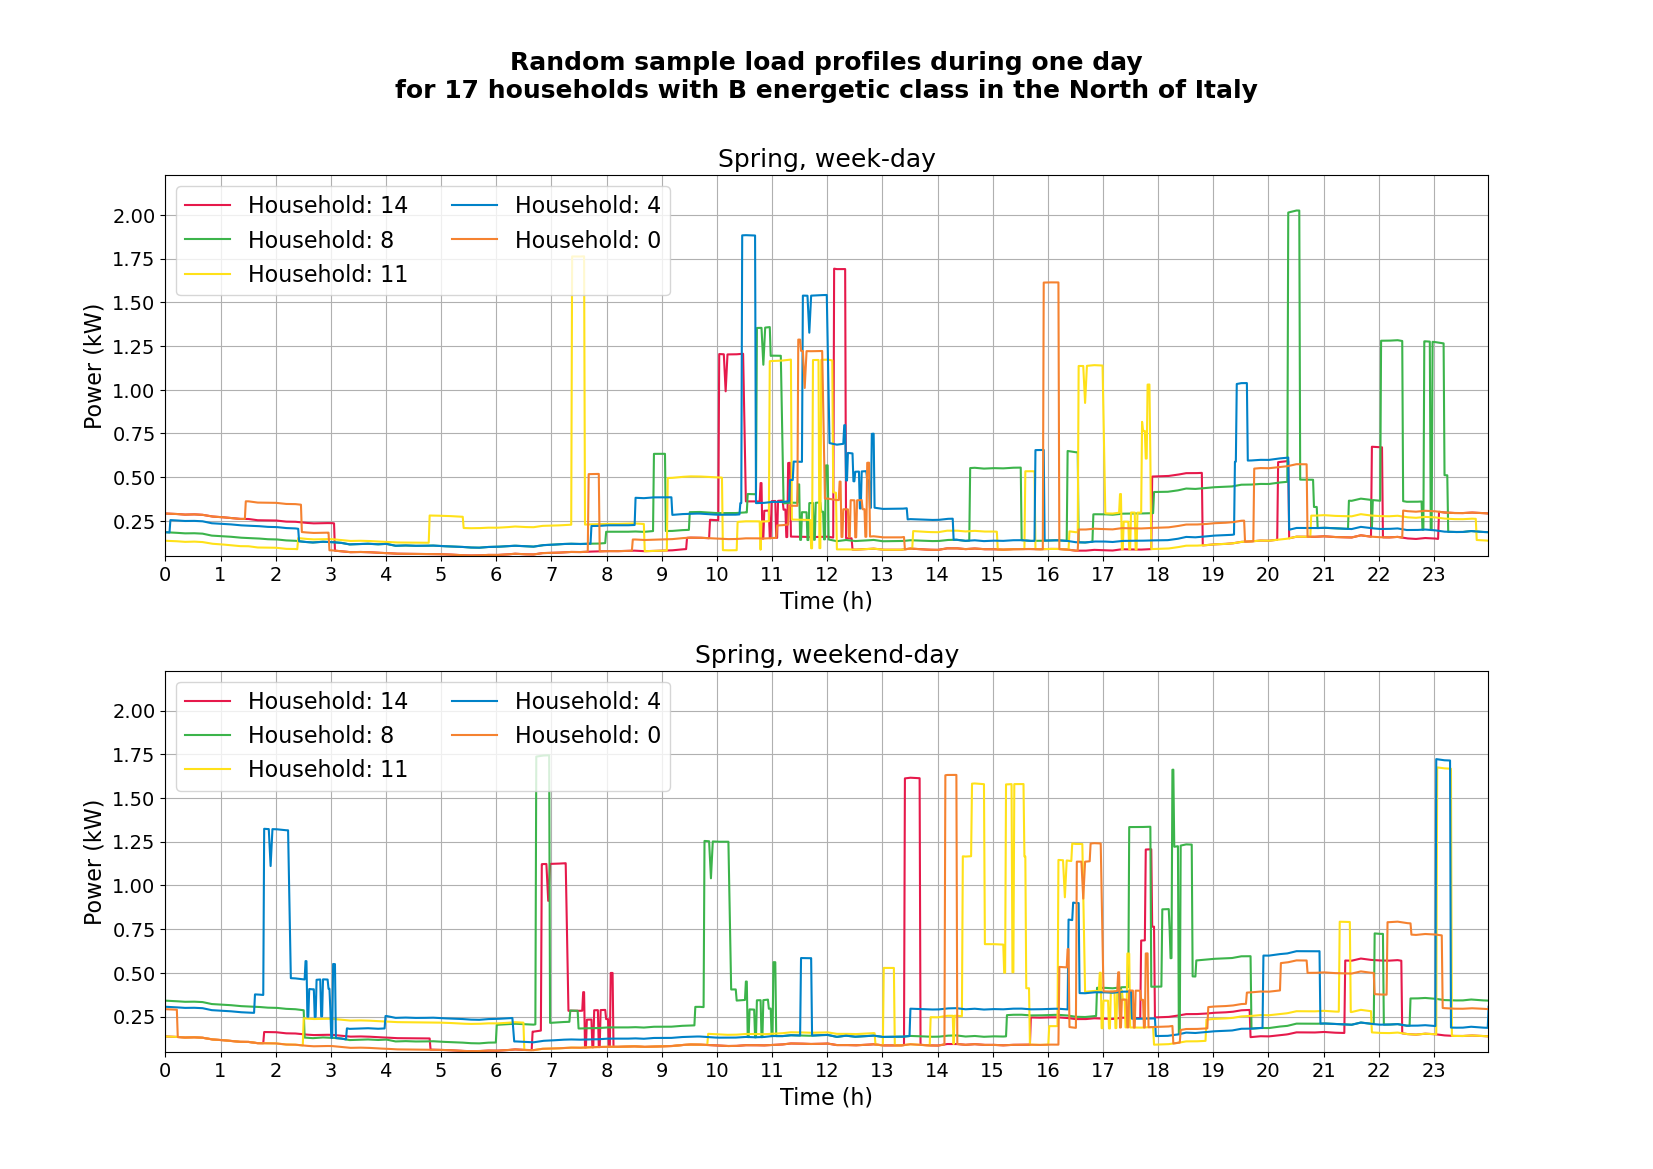 Random sample load profiles during one day
for 17 households with B energetic class in the North of Italy
Spring, week-day
Household: 14
Household: 8
Household: 11
Household: 4
Household: 0
Power (kW)
2.00
1.75
1.50
1.25
1.00
0.75
0.50
0.25
0 1 2 3 4 5 6 7 8 9 10 11 12 13 14 15 16 17 18 19 20 21 22 23
Time (h)
Spring, weekend-day
Household: 14
Household: 8
Household: 11
Household: 4
Household: 0
Power (kW)
2.00
1.75
1.50
1.25
1.00
0.75
0.50
0.25
0 1 2 3 4 5 6 7 8 9 10 11 12 13 14 15 16 17 18 19 20 21 22 23
Time (h)